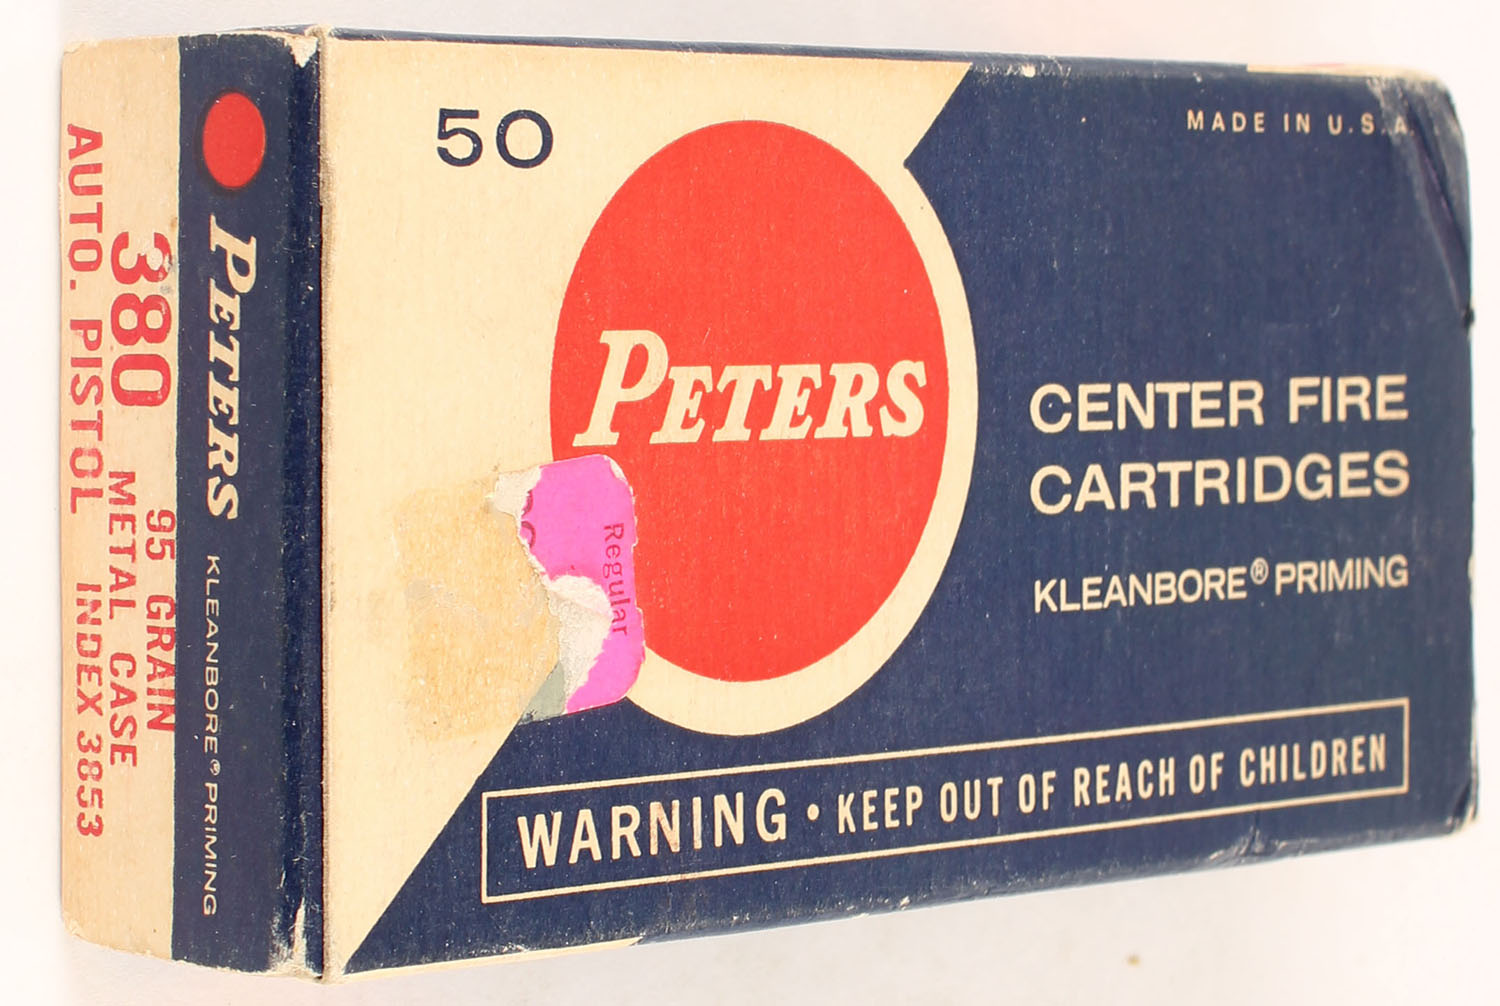 50
MADE IN U.S.A.
PETERS
CENTER FIRE
CARTRIDGES
KLEANBORE® PRIMING
Regular
WARNING • KEEP OUT OF REACH OF CHILDREN
PETERS KLEANBORE® PRIMING
95 GRAIN
380 METAL CASE
AUTO. PISTOL INDEX 3853